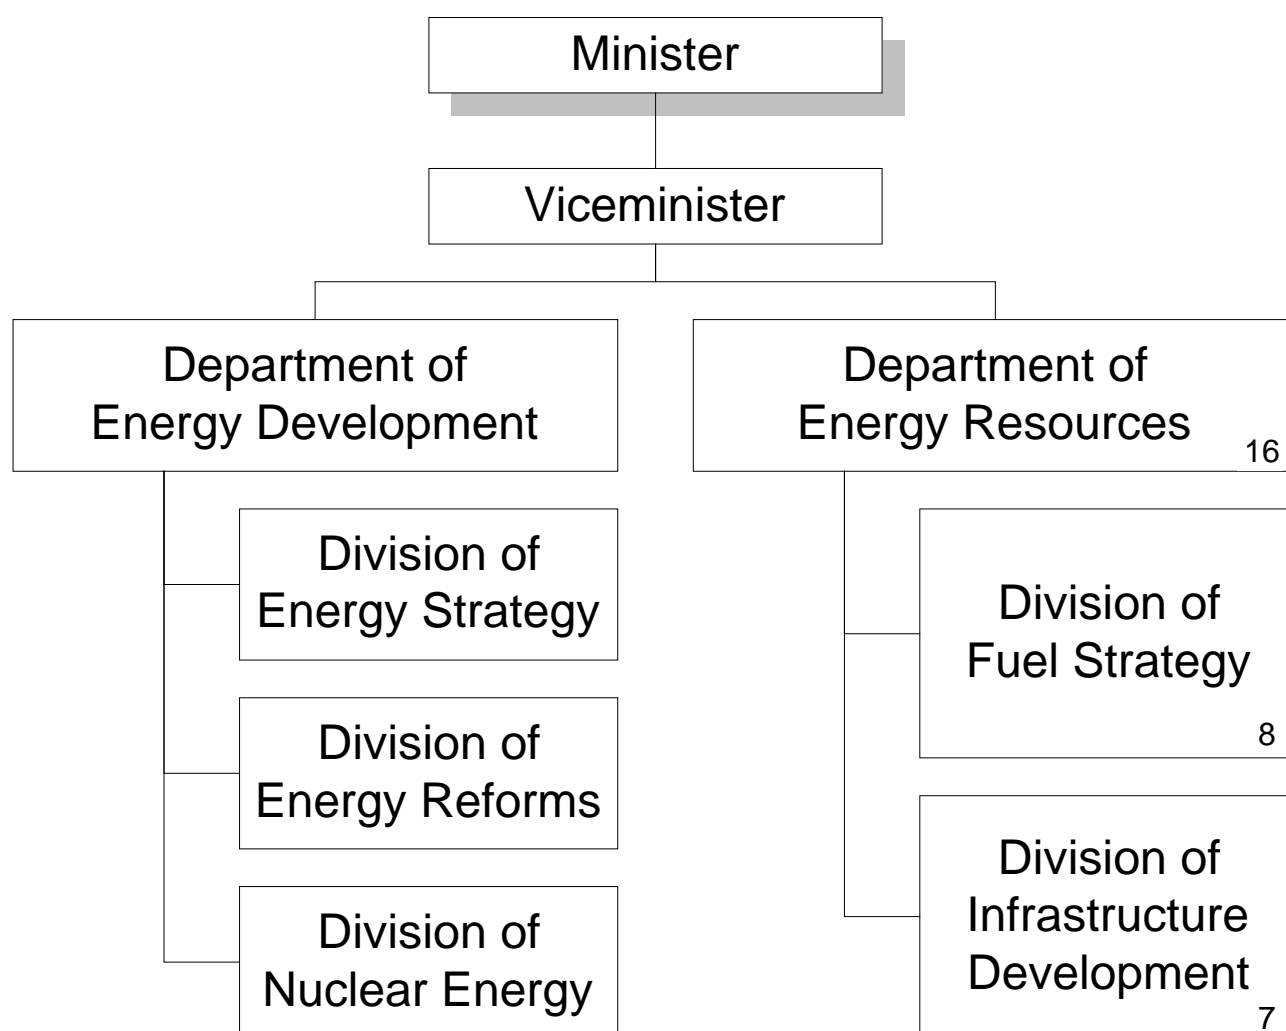 Minister
Viceminister
Department of
Energy Development
Department of
Energy Resources
16
Division of
Energy Strategy
Division of
Energy Reforms
Division of
Nuclear Energy
Division of
Fuel Strategy
8
Division of
Infrastructure
Development
7